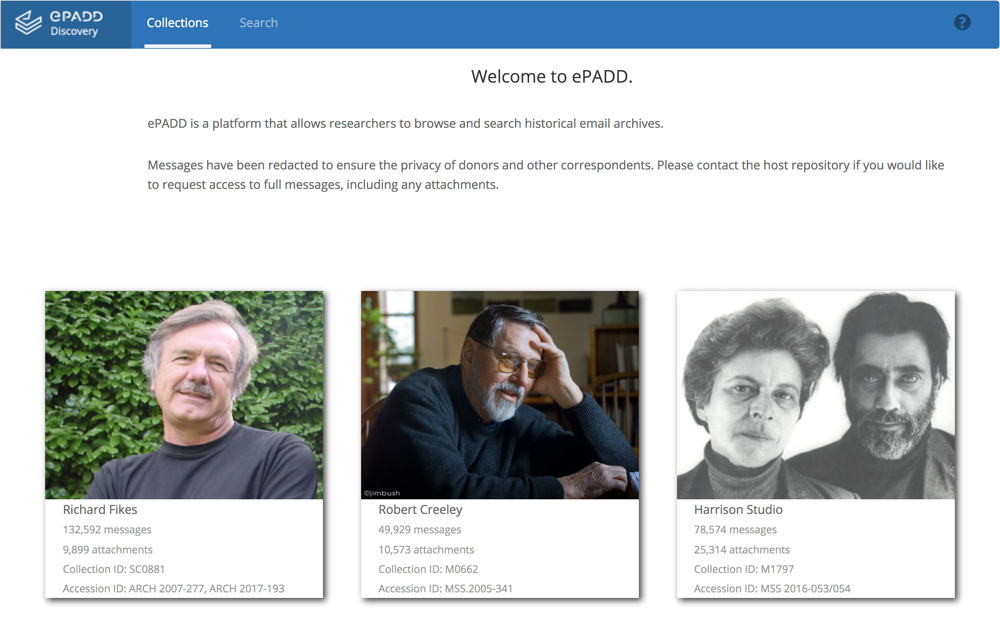 ePADD
Discovery
Collections
Search
?
Welcome to ePADD.
ePADD is a platform that allows researchers to browse and search historical email archives.
Messages have been redacted to ensure the privacy of donors and other correspondents. Please contact the host repository if you would like
to request access to full messages, including any attachments.
©jimbush
Richard Fikes
132,592 messages
9,899 attachments
Collection ID: SC0881
Accession ID: ARCH 2007-277, ARCH 2017-193
Robert Creeley
49,929 messages
10,573 attachments
Collection ID: M0662
Accession ID: MSS.2005-341
Harrison Studio
78,574 messages
25,314 attachments
Collection ID: M1797
Accession ID: MSS 2016-053/054